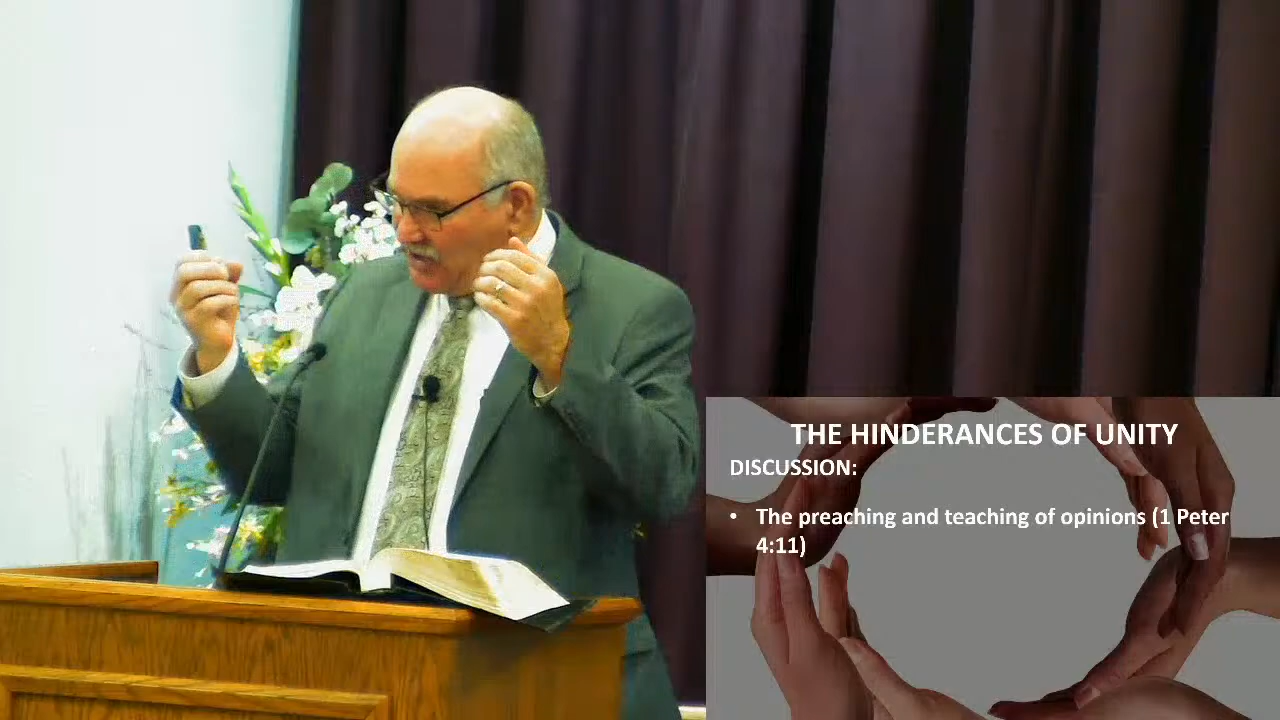 THE HINDERANCES OF UNITY
DISCUSSION:
• The preaching and teaching of opinions (1 Peter
4:11)